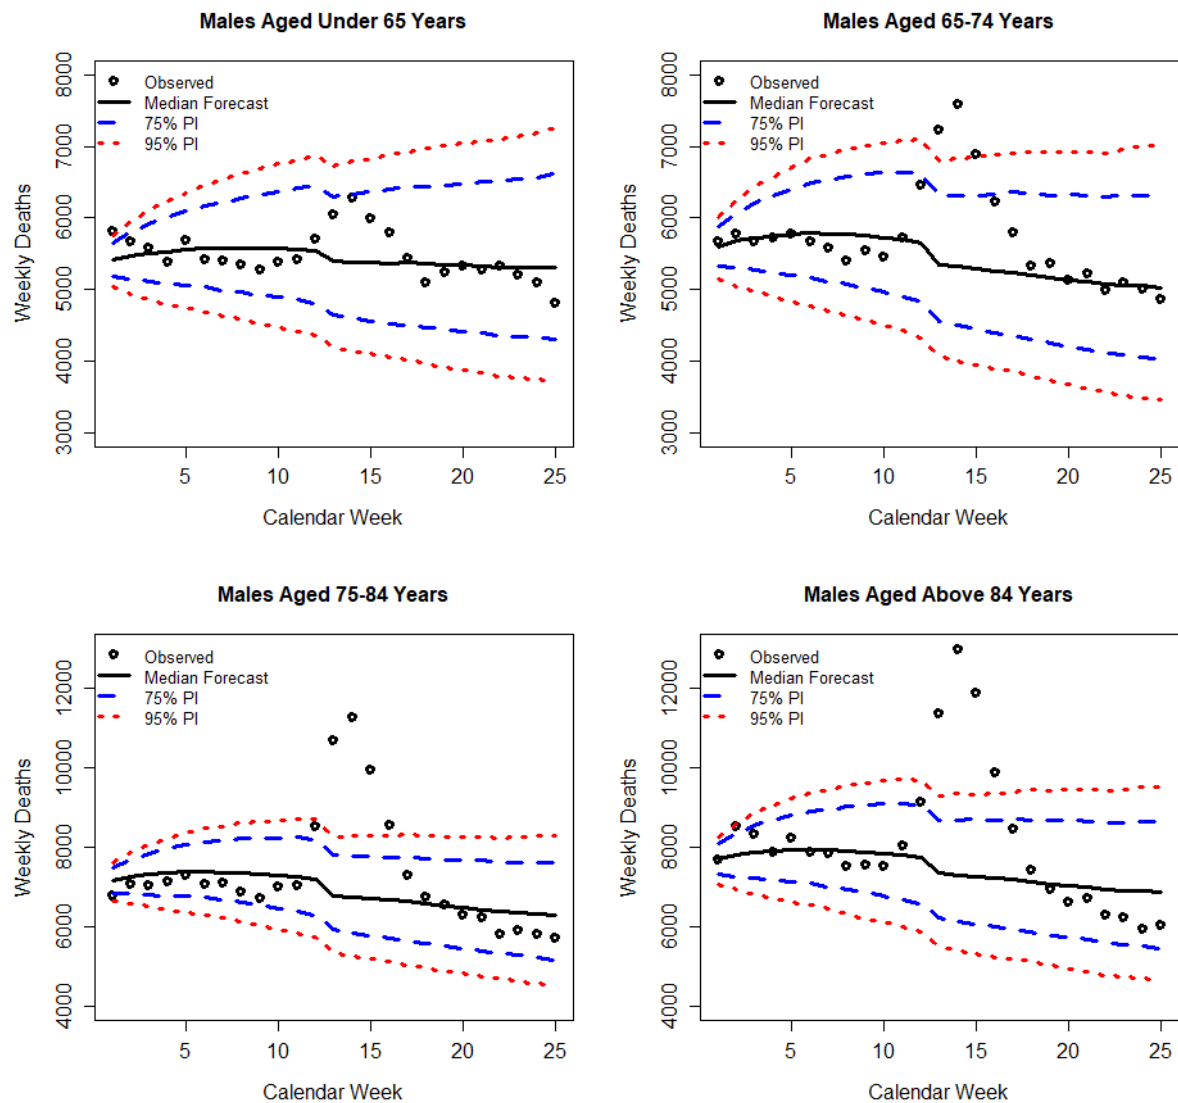 Males Aged Under 65 Years
Weekly Deaths
8000
7000
6000
5000
4000
3000
Observed
Median Forecast
75% PI
95% PI
5 10 15 20 25
Calendar Week
Males Aged 65-74 Years
Weekly Deaths
8000
7000
6000
5000
4000
3000
Observed
Median Forecast
75% PI
95% PI
5 10 15 20 25
Calendar Week
Males Aged 75-84 Years
Weekly Deaths
12000
10000
8000
6000
4000
Observed
Median Forecast
75% PI
95% PI
5 10 15 20 25
Calendar Week
Males Aged Above 84 Years
Weekly Deaths
12000
10000
8000
6000
4000
Observed
Median Forecast
75% PI
95% PI
5 10 15 20 25
Calendar Week